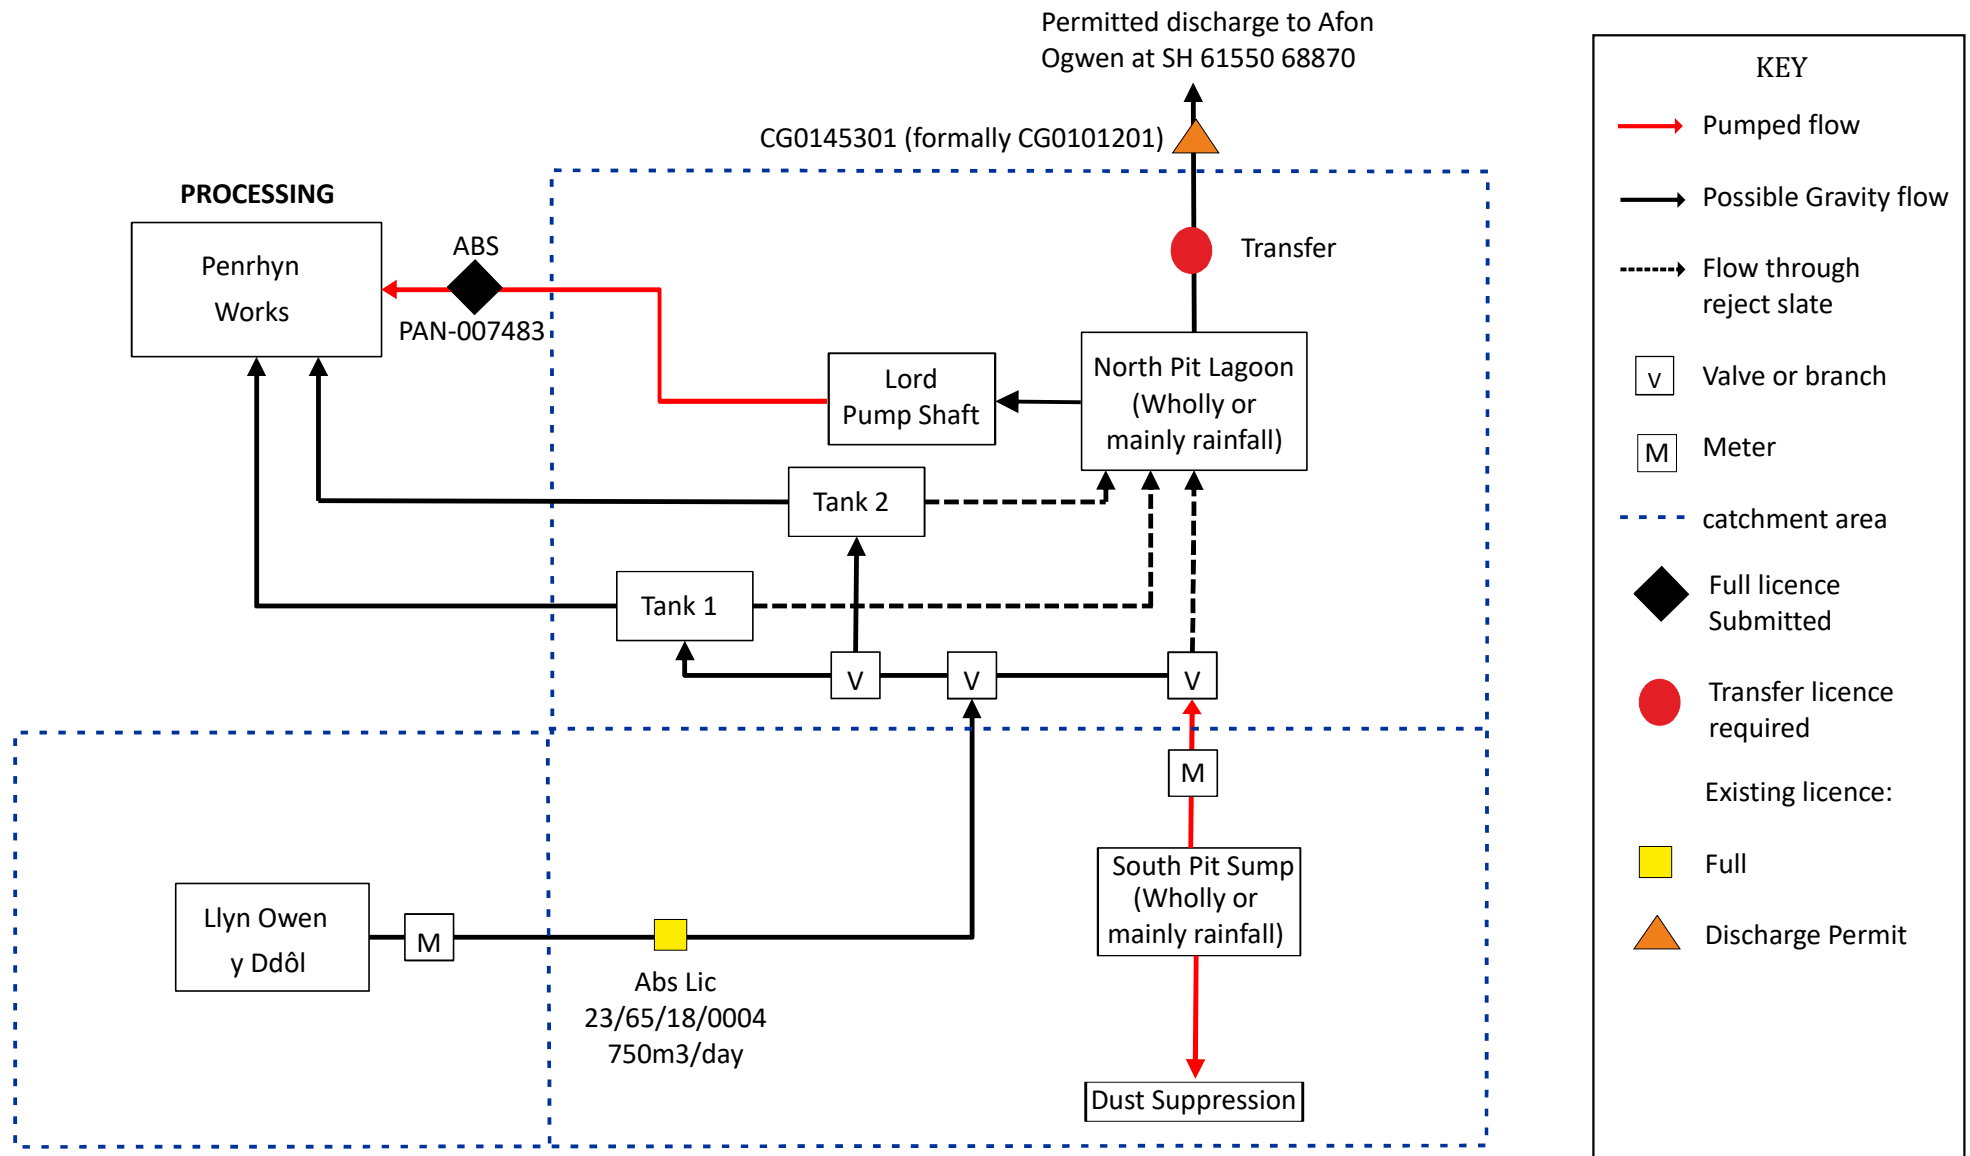 Permitted discharge to Afon
Ogwen at SH 61550 68870
CG0145301 (formally CG0101201)
PROCESSING
Penrhyn
Works
ABS
PAN-007483
Transfer
Lord
Pump Shaft
North Pit Lagoon
(Wholly or
mainly rainfall)
Tank 2
Tank 1
V
V
V
M
South Pit Sump
(Wholly or
mainly rainfall)
Llyn Owen
y Ddôl
M
Abs Lic
23/65/18/0004
750m3/day
Dust Suppression
KEY
Pumped flow
Possible Gravity flow
Flow through
reject slate
V
Valve or branch
M
Meter
catchment area
Full licence
Submitted
Transfer licence
required
Existing licence:
Full
Discharge Permit